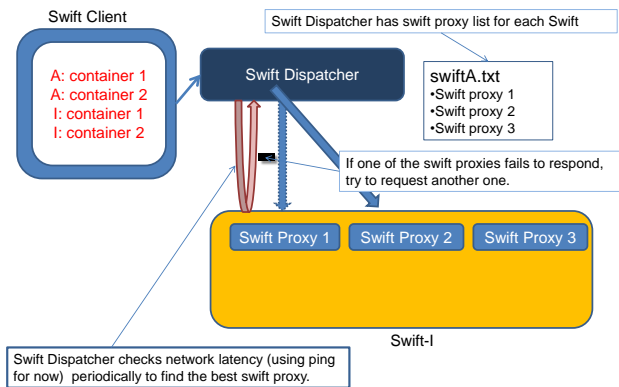 Swift Client
Swift Dispatcher has swift proxy list for each Swift
A: container 1
A: container 2
I: container 1
I: container 2
Swift Dispatcher
swiftA.txt
•Swift proxy 1
•Swift proxy 2
•Swift proxy 3
If one of the swift proxies fails to respond,
try to request another one.
Swift Proxy 1
Swift Proxy 2
Swift Proxy 3
Swift-I
Swift Dispatcher checks network latency (using ping
for now) periodically to find the best swift proxy.